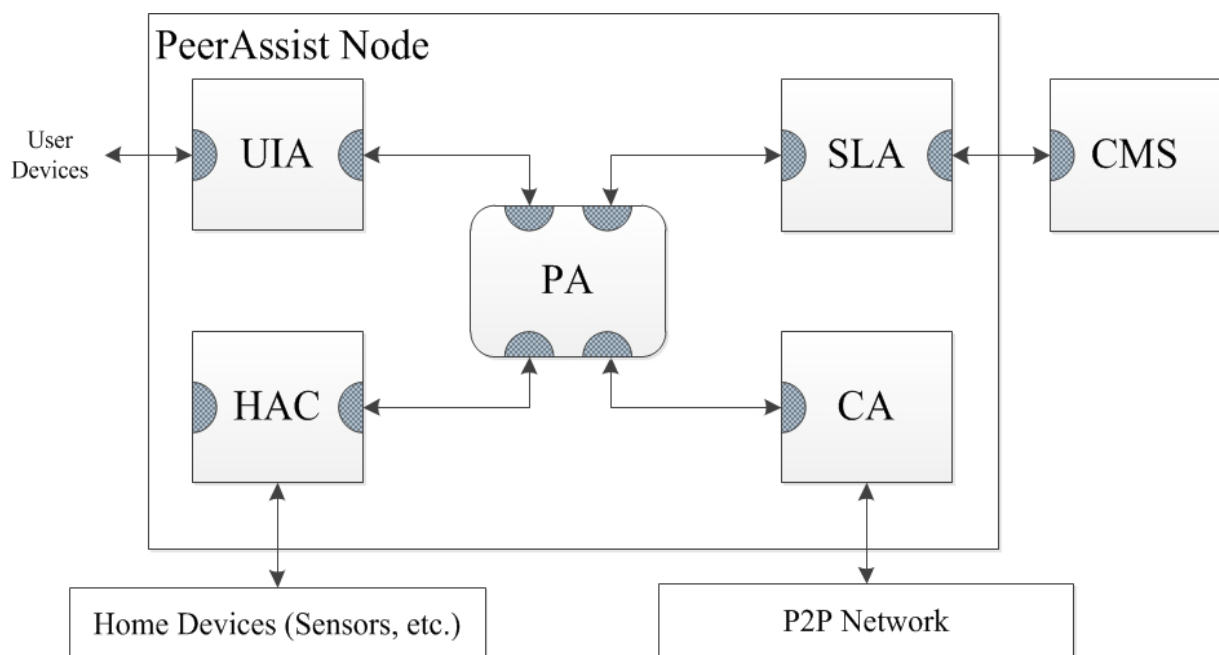 PeerAssist Node
User
Devices
UIA
SLA
CMS
PA
HAC
CA
Home Devices (Sensors, etc.)
P2P Network